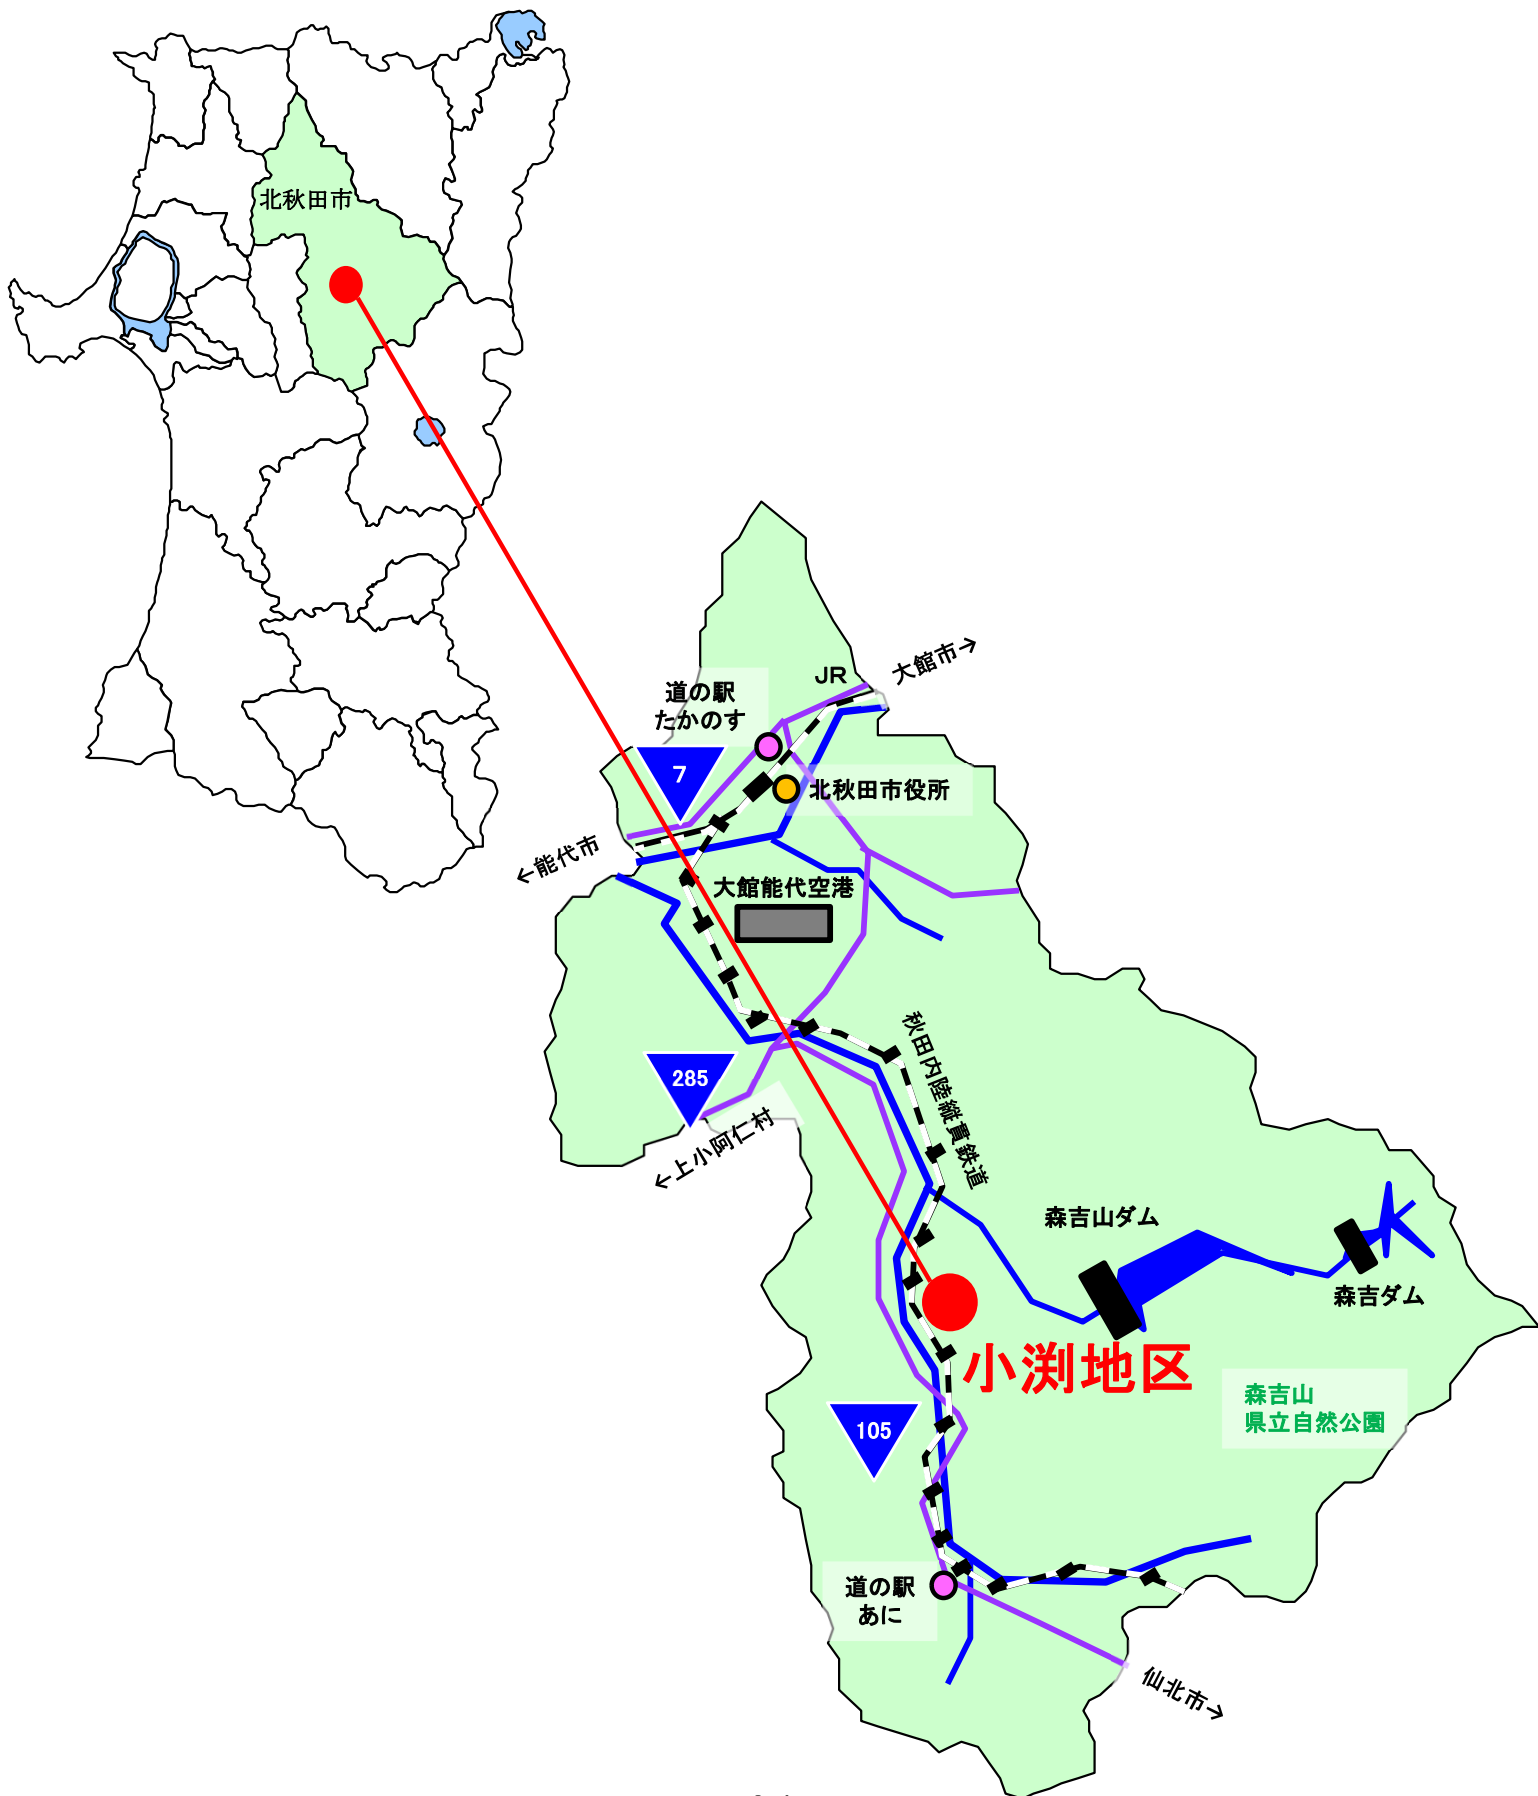 北秋田市
大館市→
JR
道の駅
たかのす
7
北秋田市役所
←能代市
大館能代空港
秋田内陸縦貫鉄道
285
←上小阿仁村
森吉山ダム
森吉ダム
小渕地区
森吉山
県立自然公園
105
道の駅
あに
仙北市→